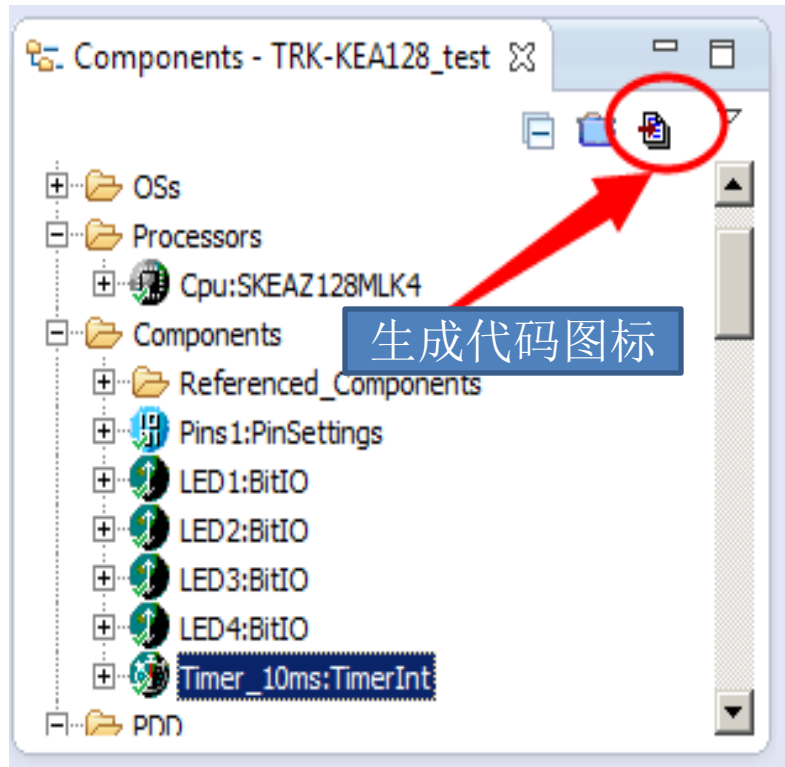 Components - TRK-KEA128_test
OSs
Processors
Cpu:SKEAZ128MLK4
Components
生成代码图标
Referenced_Components
Pins1:PinSettings
LED1:BitIO
LED2:BitIO
LED3:BitIO
LED4:BitIO
Timer_10ms:TimerInt
PDD